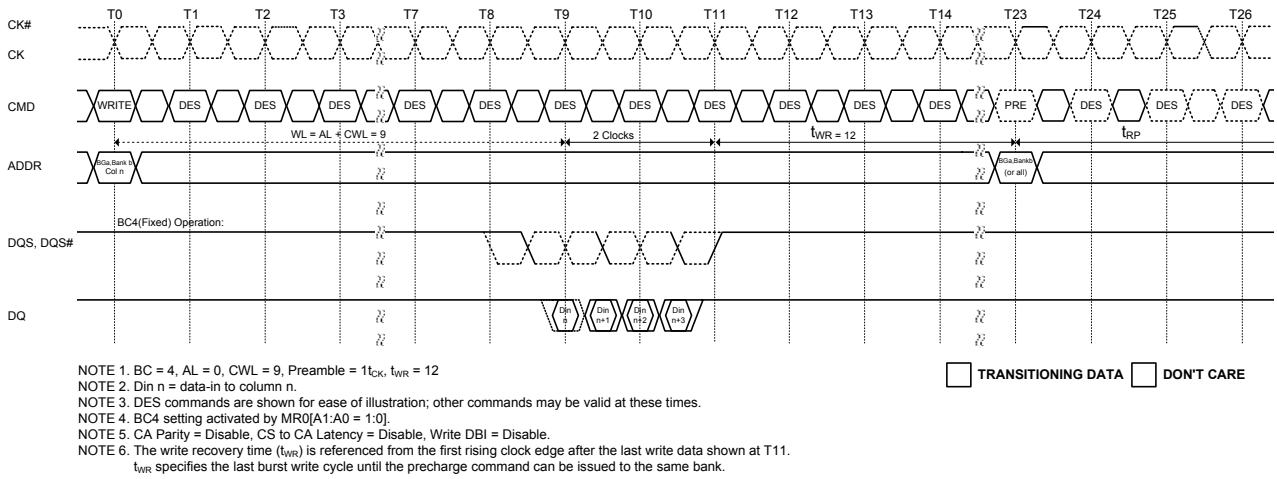 T0 T1 T2 T3 T7 T8 T9 T10 T11 T12 T13 T14 T23 T24 T25 T26
CK#
CK
CMD WRITE DES DES DES DES DES DES DES DES DES DES DES PRE DES DES DES
WL = AL + CWL = 9 2 Clocks tWR = 12 tRP
ADDR
BGa,Bank b
Col n
BGa,Bankb
(or all)
BC4(Fixed) Operation:
DQS, DQS#
DQ
Din
n
Din
n+1
Din
n+2
Din
n+3
NOTE 1. BC = 4, AL = 0, CWL = 9, Preamble = 1tCK, tWR = 12
NOTE 2. Din n = data-in to column n.
NOTE 3. DES commands are shown for ease of illustration; other commands may be valid at these times.
NOTE 4. BC4 setting activated by MR0[A1:A0 = 1:0].
NOTE 5. CA Parity = Disable, CS to CA Latency = Disable, Write DBI = Disable.
NOTE 6. The write recovery time (tWR) is referenced from the first rising clock edge after the last write data shown at T11.
tWR specifies the last burst write cycle until the precharge command can be issued to the same bank.
TRANSITIONING DATA DON'T CARE